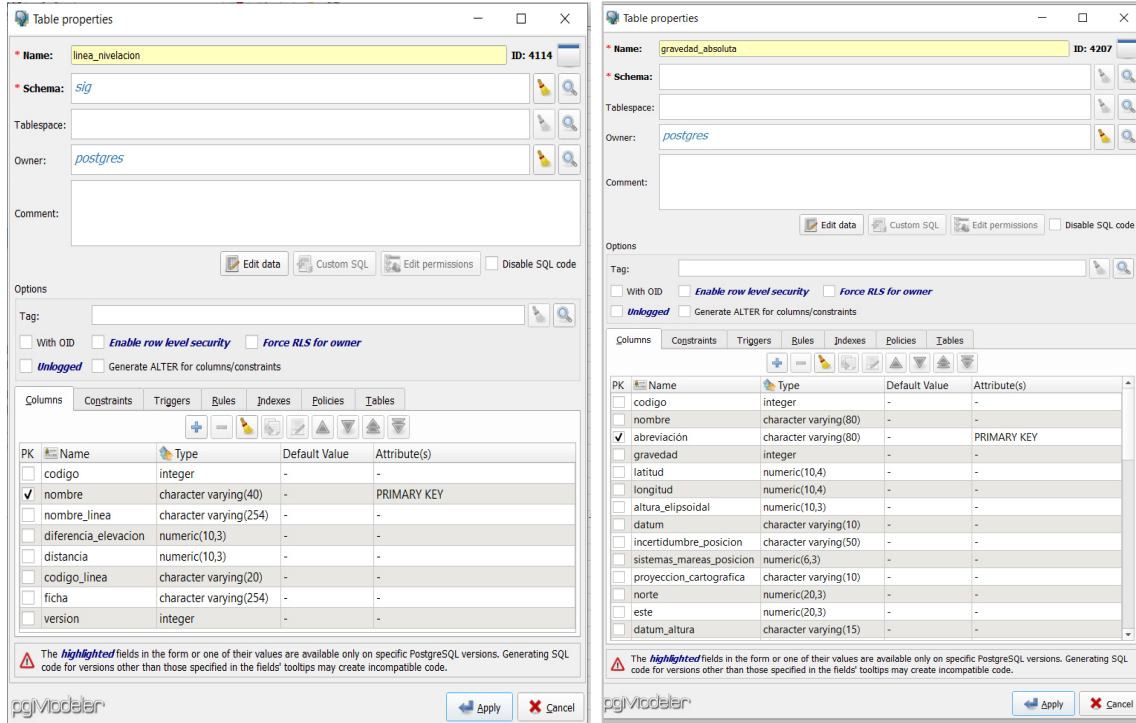 Table properties
* Name: linea_nivelacion ID: 4114
* Schema: sig
Tablespace:
Owner: postgres
Comment:
Edit data Custom SQL Edit permissions Disable SQL code
Options
Tag:
With OID Enable row level security Force RLS for owner
Unlogged Generate ALTER for columns/constraints
Columns Constraints Triggers Rules Indexes Policies Tables
PK Name Type Default Value Attribute(s)
codigo integer - -
nombre character varying(40) - PRIMARY KEY
nombre_linea character varying(254) - -
diferencia_elevacion numeric(10,3) - -
distancia numeric(10,3) - -
codigo_linea character varying(20) - -
ficha character varying(254) - -
version integer - -
The highlighted fields in the form or one of their values are available only on specific PostgreSQL versions. Generating SQL
code for versions other than those specified in the fields' tooltips may create incompatible code.
pgModeler Apply Cancel
Table properties
* Name: gravedad_absoluta ID: 4207
* Schema:
Tablespace:
Owner: postgres
Comment:
Edit data Custom SQL Edit permissions Disable SQL code
Options
Tag:
With OID Enable row level security Force RLS for owner
Unlogged Generate ALTER for columns/constraints
Columns Constraints Triggers Rules Indexes Policies Tables
PK Name Type Default Value Attribute(s)
codigo integer - -
nombre character varying(80) - -
abreviación character varying(80) - PRIMARY KEY
gravedad integer - -
latitud numeric(10,4) - -
longitud numeric(10,4) - -
altura_elipsoidal numeric(10,3) - -
datum character varying(10) - -
incertidumbre_posicion character varying(50) - -
sistemas_mareas_posicion numeric(6,3) - -
proyeccion_cartografica character varying(10) - -
norte numeric(20,3) - -
este numeric(20,3) - -
datum_altura character varying(15) - -
The highlighted fields in the form or one of their values are available only on specific PostgreSQL versions. Generating SQL
code for versions other than those specified in the fields' tooltips may create incompatible code.
pgModeler Apply Cancel